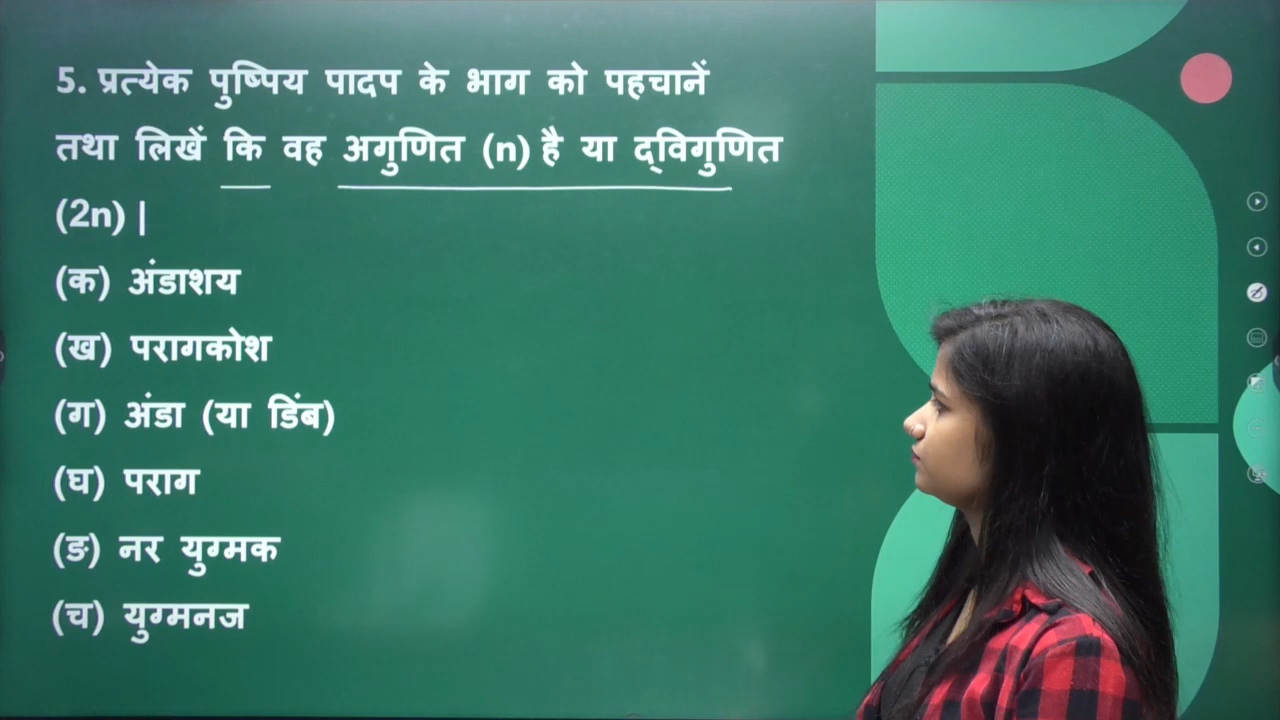 5. प्रत्येक पुष्पिय पादप के भाग को पहचानें
तथा लिखें कि वह अगुणित (n) है या द्विगुणित
(2n) |
(क) अंडाशय
(ख) परागकोश
(ग) अंडा (या डिंब)
(घ) पराग
(ङ) नर युग्मक
(च) युग्मनज